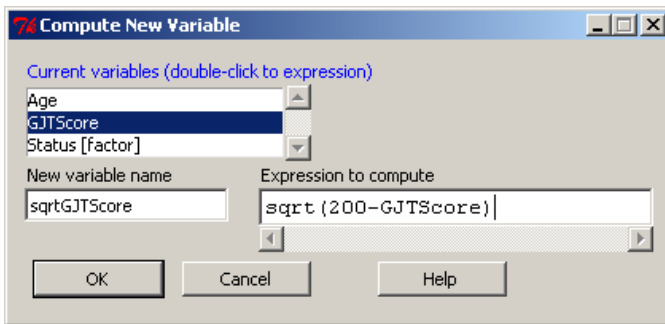 Compute New Variable
Current variables (double-click to expression)
Age
GJTScore
Status [factor]
New variable name Expression to compute
sqrtGJTScore sqrt(200-GJTScore)
OK Cancel Help